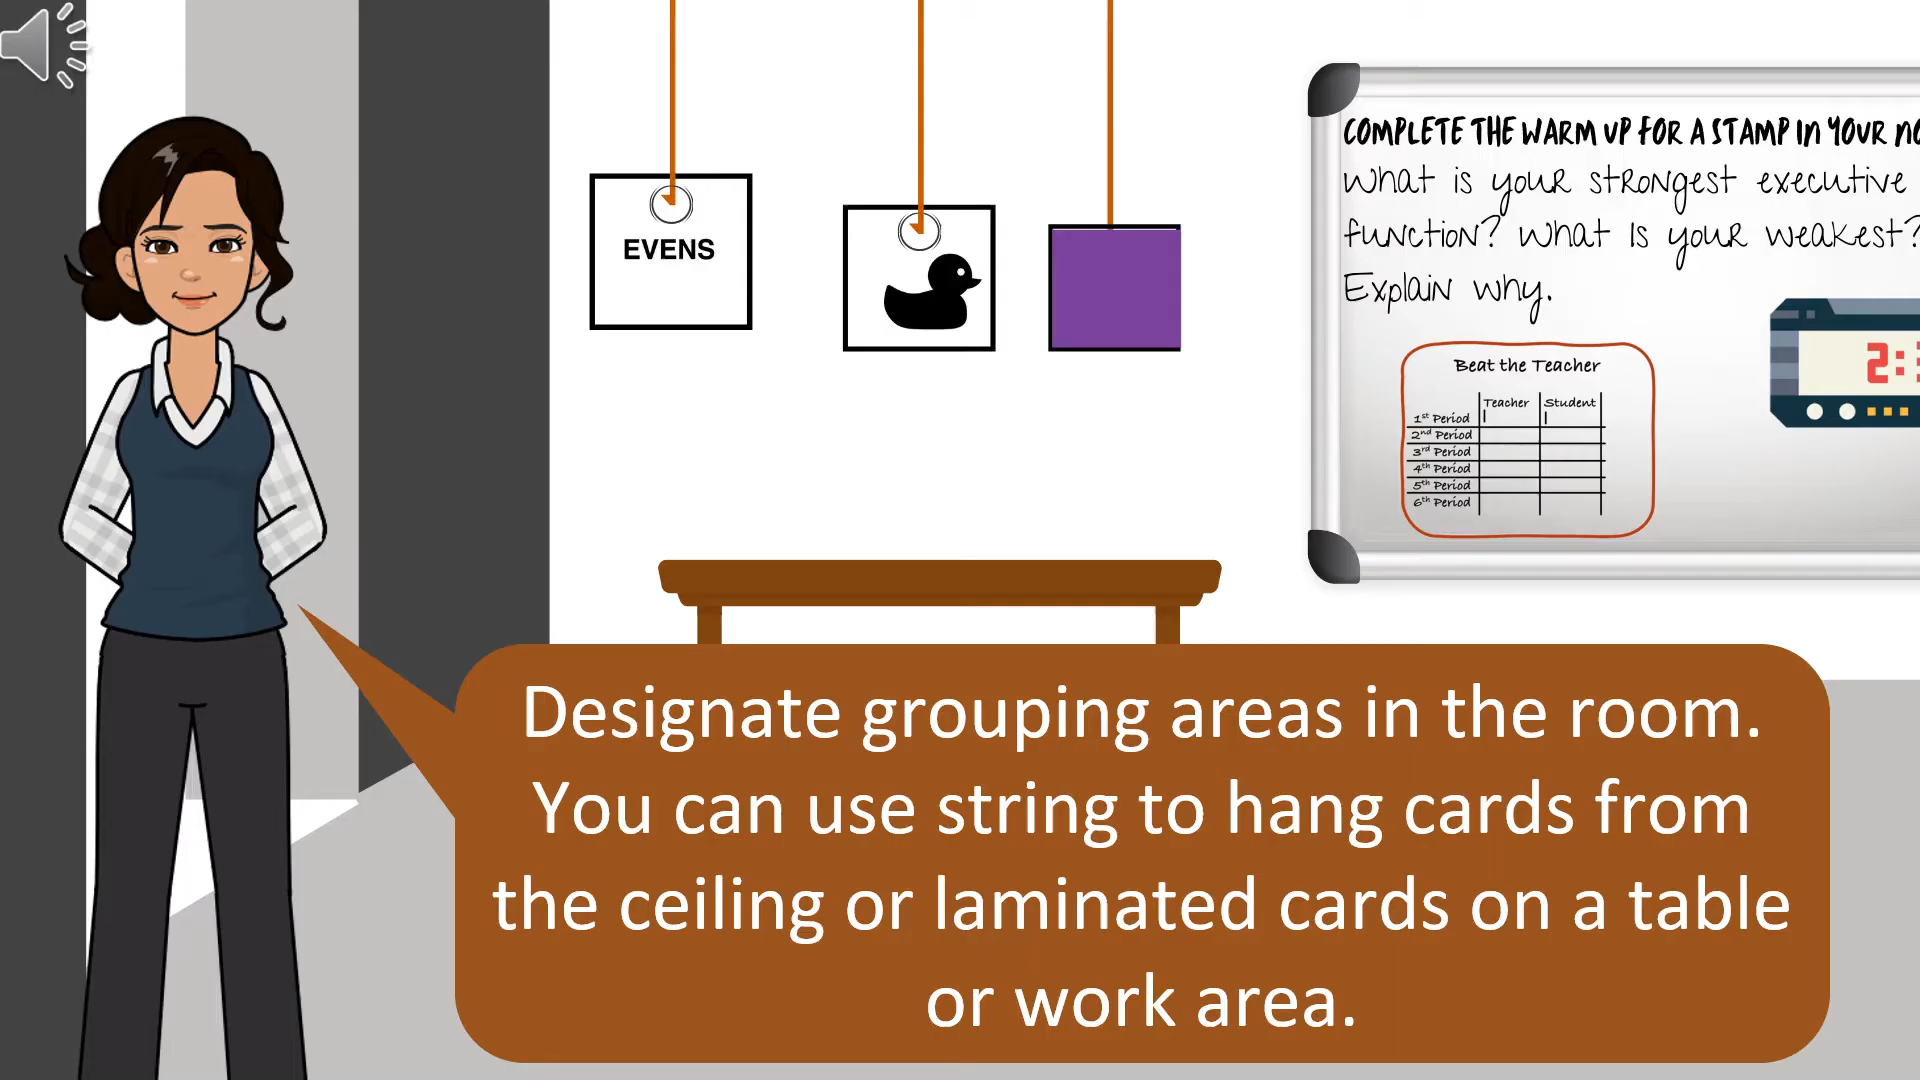 COMPLETE THE WARM UP FOR A STAMP IN YOUR
What is your strongest executive
function? What is your weakest?
Explain why.
EVENS
2:
Beat the Teacher
Teacher Student
1st Period I I
2nd Period
3rd Period
4th Period
5th Period
6th Period
Designate grouping areas in the room.
You can use string to hang cards from
the ceiling or laminated cards on a table
or work area.